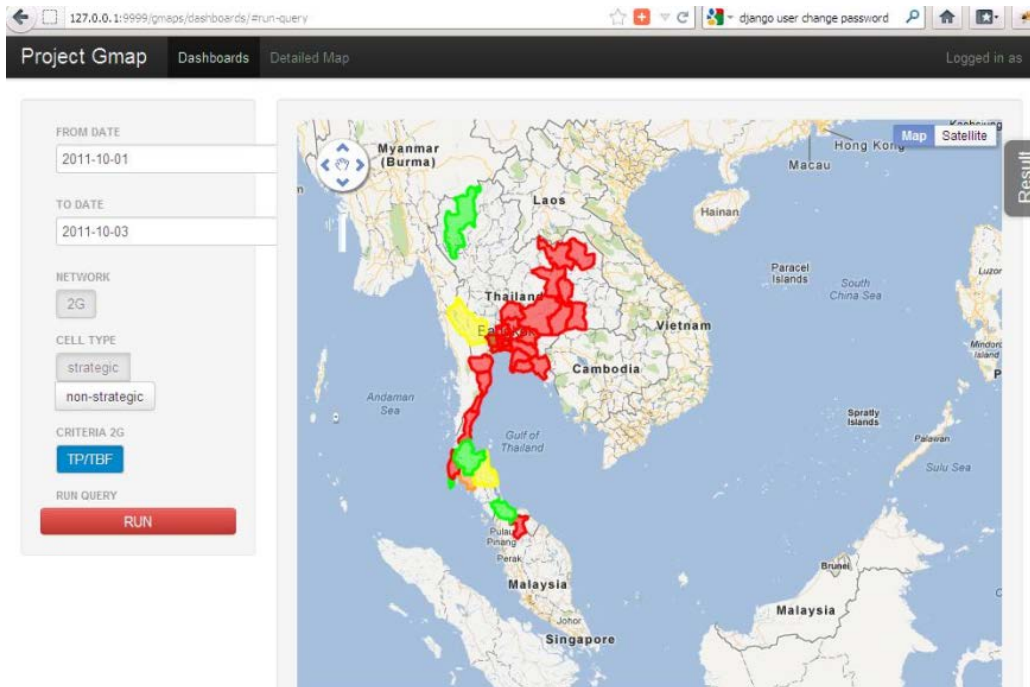 127.0.0.1:9999/gmaps/dashboards/#run-query
django user change password
Project Gmap
Dashboards
Detailed Map
Logged in as
FROM DATE
2011-10-01
TO DATE
2011-10-03
NETWORK
2G
CELL TYPE
strategic
non-strategic
CRITERIA 2G
TP/TBF
RUN QUERY
RUN
Map
Satellite
Result
Myanmar
(Burma)
Hong Kong
Macau
Laos
Hainan
Paracel
Islands
South
China Sea
Luzon
Thailand
Vietnam
Cambodia
Mindoro
Island
Andaman
Sea
Gulf of
Thailand
Spratly
Islands
Palawan
Sulu Sea
Pulau
Pinang
Perak
Malaysia
Brunei
Malaysia
Johor
Singapore